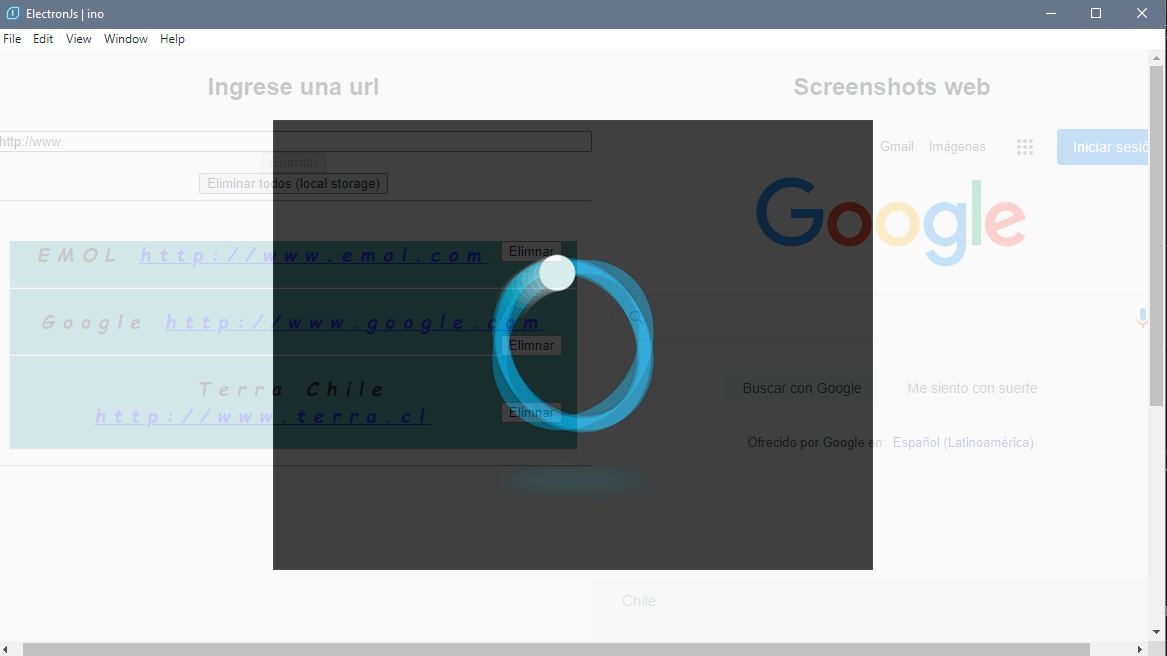 ElectronJs | ino
File Edit View Window Help
Ingrese una url
http://www.
Guardar
Eliminar todos (local storage)
EMOL http://www.emol.com Elimnar
Google http://www.google.com
Elimnar
Terra Chile
http://www.terra.cl Elimnar
Screenshots web
Gmail Imágenes Iniciar sesió
Google
Buscar con Google Me siento con suerte
Ofrecido por Google en: Español (Latinoamérica)
Chile